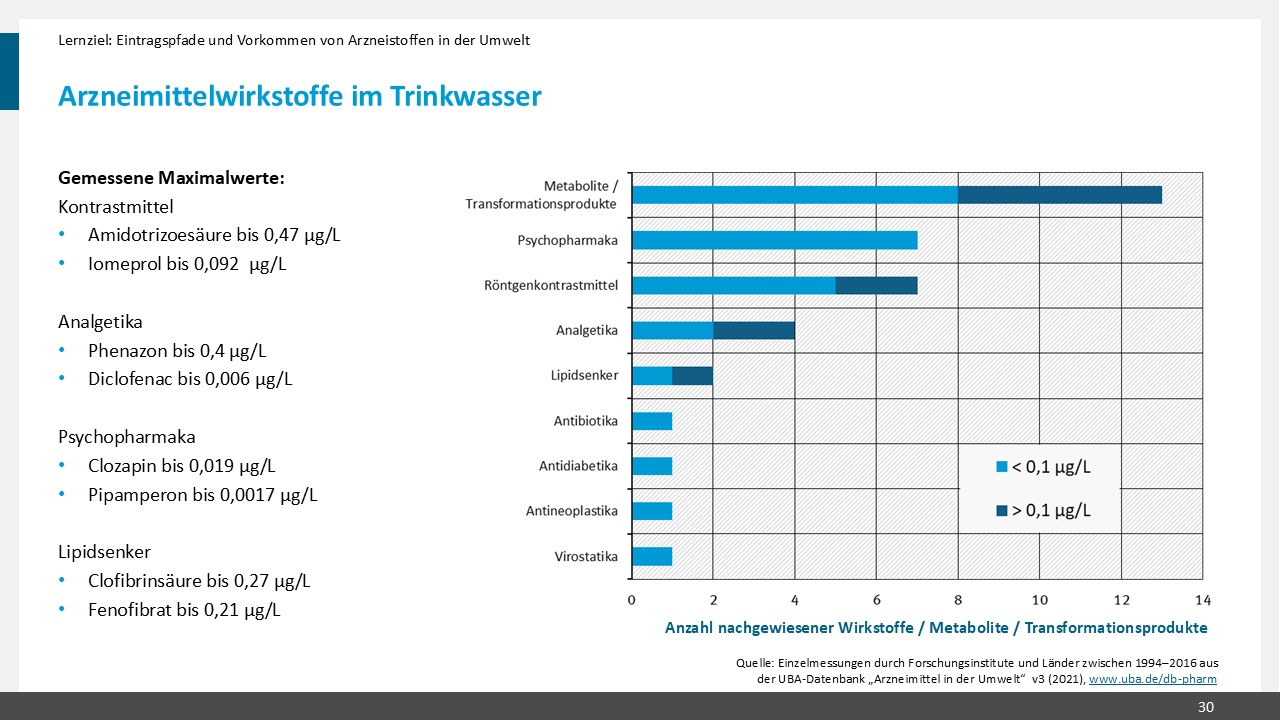 Lernziel: Eintragspfade und Vorkommen von Arzneistoffen in der Umwelt
Arzneimittelwirkstoffe im Trinkwasser
Gemessene Maximalwerte:
Kontrastmittel
• Amidotrizoesäure bis 0,47 µg/L
• Iomeprol bis 0,092  µg/L
Analgetika
• Phenazon bis 0,4 µg/L
• Diclofenac bis 0,006 µg/L
Psychopharmaka
• Clozapin bis 0,019 µg/L
• Pipamperon bis 0,0017 µg/L
Lipidsenker
• Clofibrinsäure bis 0,27 µg/L
• Fenofibrat bis 0,21 µg/L
Metabolite /
Transformationsprodukte
Psychopharmaka
Röntgenkontrastmittel
Analgetika
Lipidsenker
Antibiotika
Antidiabetika
Antineoplastika
Virostatika
< 0,1 µg/L
> 0,1 µg/L
0 2 4 6 8 10 12 14
Anzahl nachgewiesener Wirkstoffe / Metabolite / Transformationsprodukte
Quelle: Einzelmessungen durch Forschungsinstitute und Länder zwischen 1994–2016 aus
der UBA-Datenbank „Arzneimittel in der Umwelt“ v3 (2021), www.uba.de/db-pharm
30